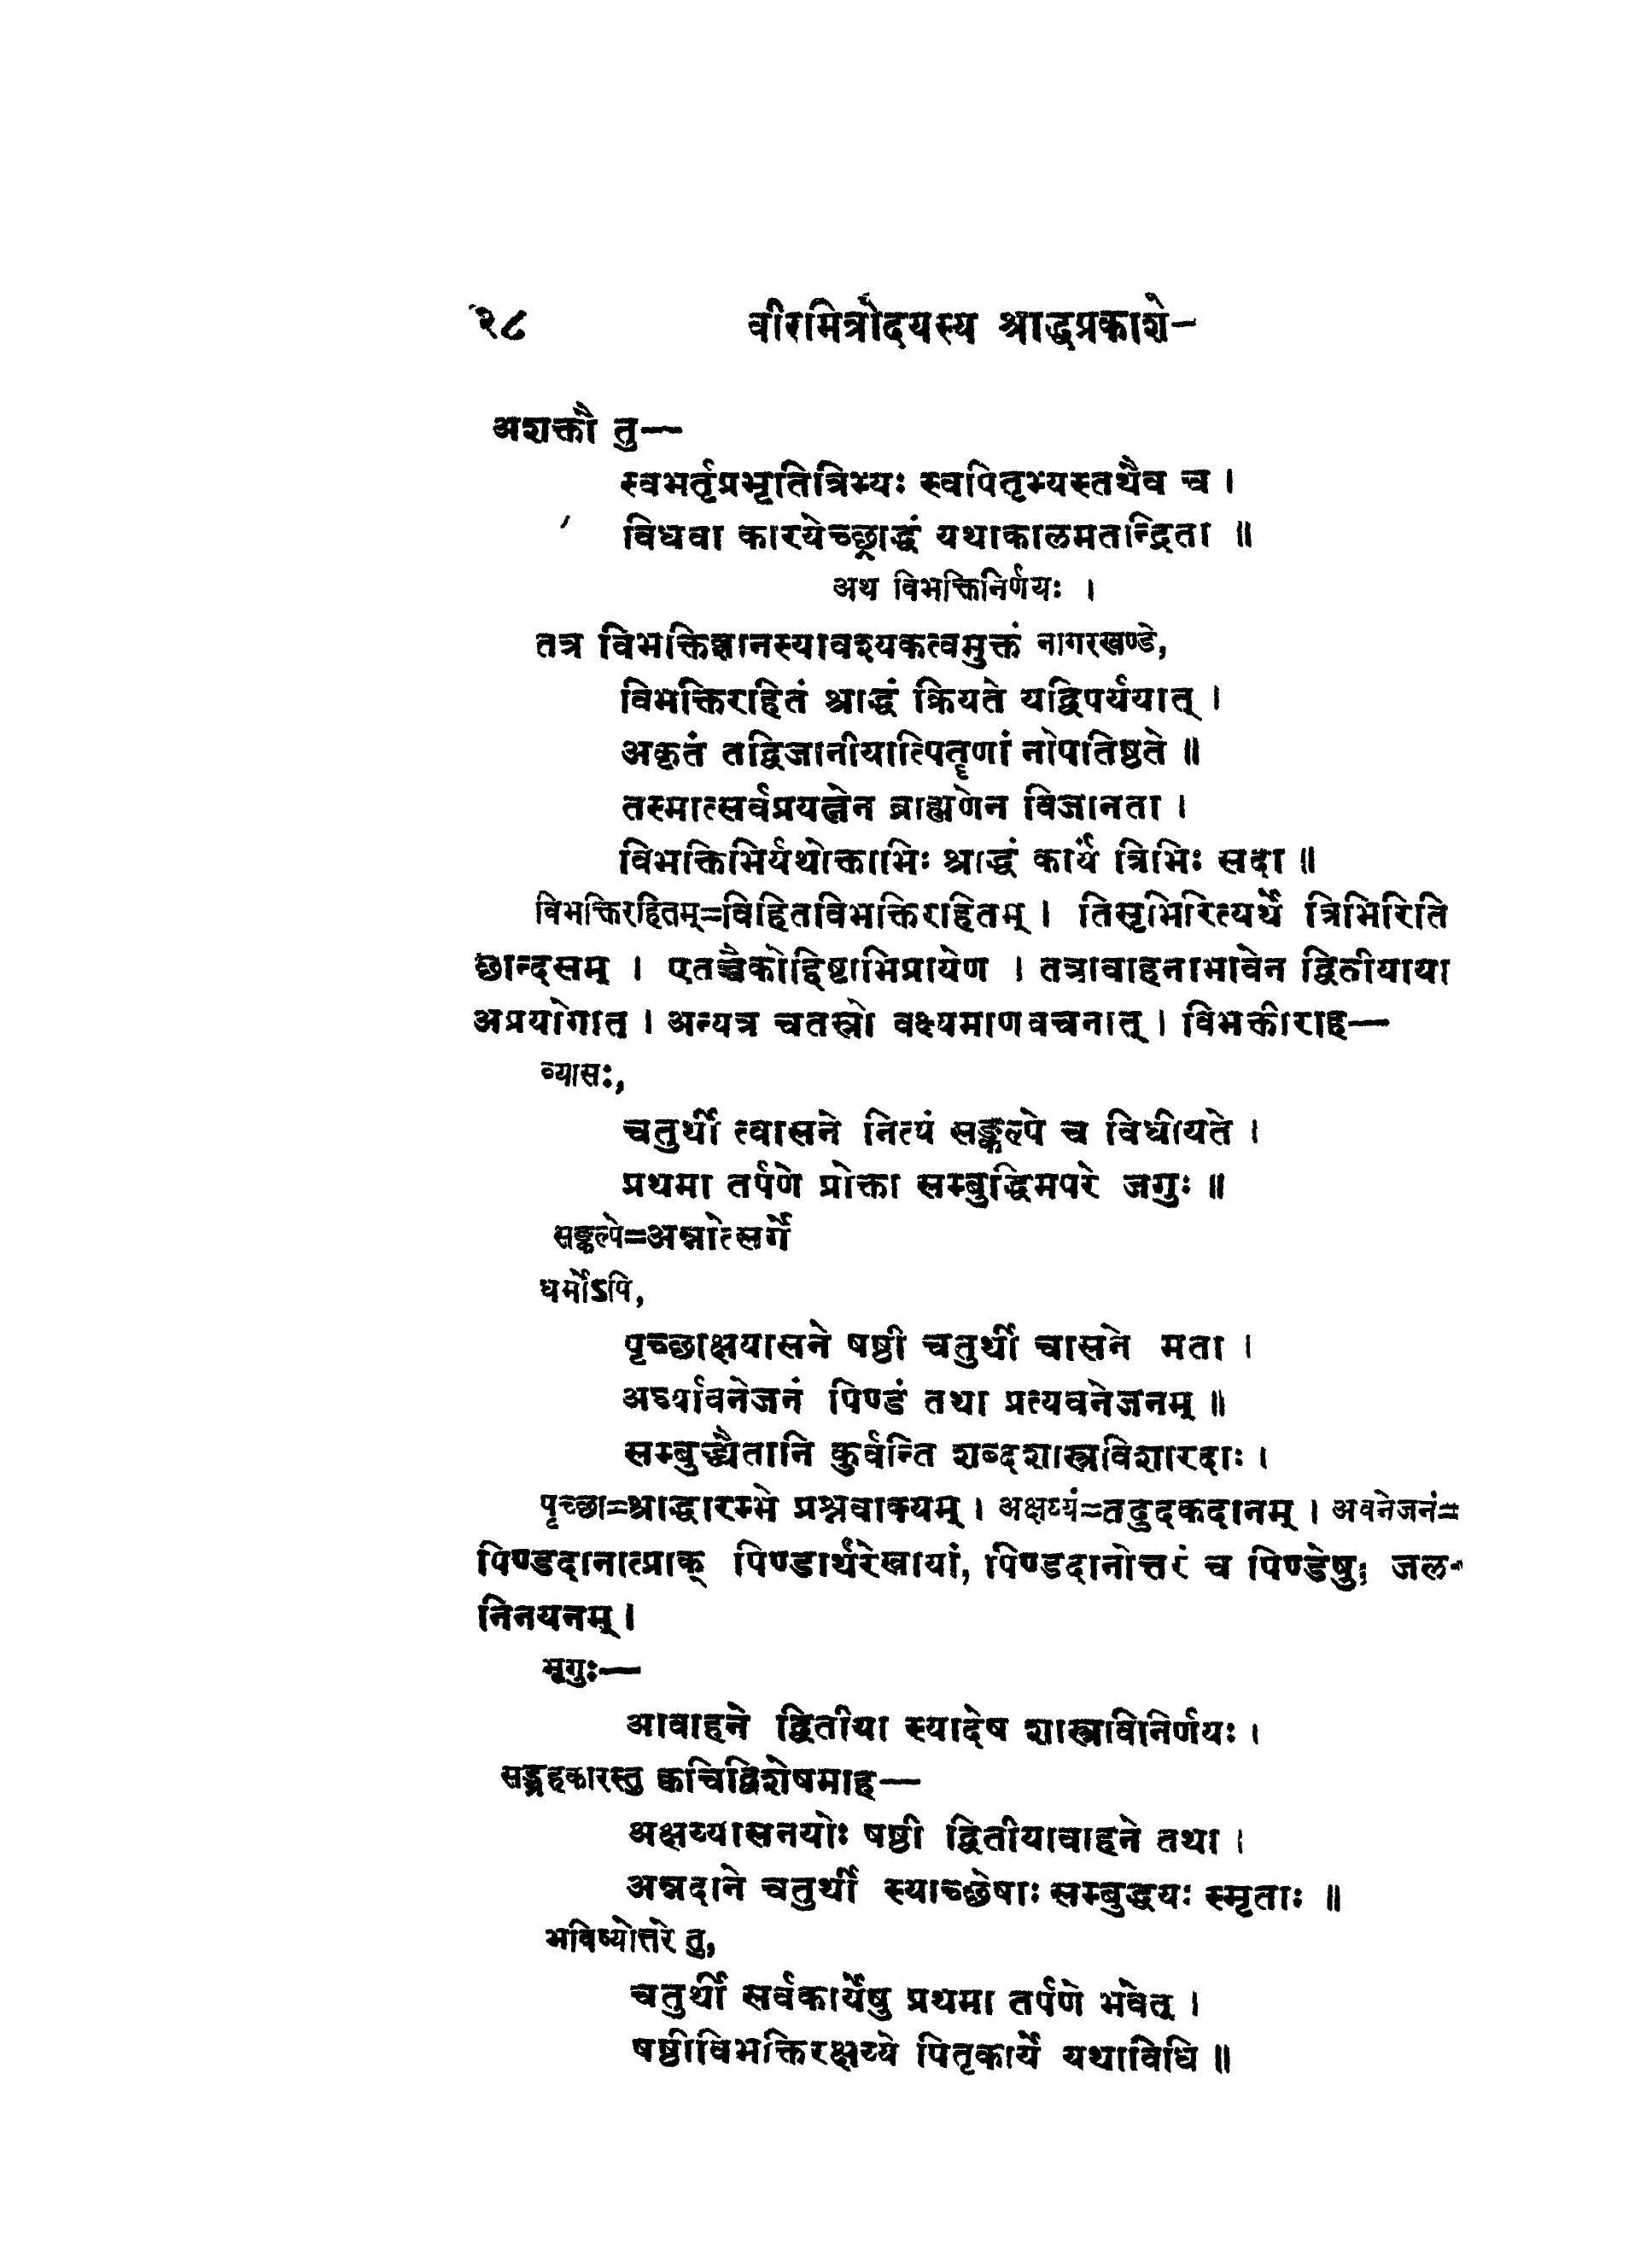 २८ वीरमित्रोदयस्य श्राद्धप्रकाशे-
अशक्तौ तु—
स्वभर्तृप्रभृतित्रिभ्यः स्वपितृभ्यस्तथैव च ।
विधवा कारयेच्छ्राद्धं यथाकालमतन्द्रिता ॥
अथ विभक्तिनिर्णयः ।
तत्र विभक्तिज्ञानस्यावश्यकत्वमुक्तं नागरखण्डे,
विभक्तिराहितं श्राद्धं क्रियते यद्विपर्ययात् ।
अकृतं तद्विजानीयात्पितॄणां नोपतिष्ठते ॥
तस्मात्सर्वप्रयत्नेन ब्राह्मणेन विजानता ।
विभक्तिभिर्यथोक्ताभिः श्राद्धं कार्यं त्रिभिः सदा ॥
विभक्तिरहितम्=विहितविभक्तिराहितम् । तिसृभिरित्यर्थे त्रिभिरिति
छान्दसम् । एतच्चैकोद्दिष्टाभिप्रायेण । तत्रावाहनाभावेन द्वितीयाया
अप्रयोगात् । अन्यत्र चतस्रो वक्ष्यमाणवचनात् । विभक्तीराह—
व्यासः,
चतुर्थी त्वासने नित्यं सङ्कल्पे च विधीयते ।
प्रथमा तर्पणे प्रोक्ता सम्बुद्धिमपरे जगुः ॥
सङ्कल्पे=अन्नोत्सर्गे
धर्मोऽपि,
पृच्छाक्षयासने षष्ठी चतुर्थी चासने मता ।
अर्घ्यावनेजनं पिण्डं तथा प्रत्यवनेजनम् ॥
सम्बुद्ध्यैतानि कुर्वन्ति शब्दशास्त्रविशारदाः ।
पृच्छा=श्राद्धारम्भे प्रश्नवाक्यम् । अक्षय्यं=तदुदकदानम् । अवनेजनं=
पिण्डदानात्प्राक् पिण्डार्थरेखायां, पिण्डदानोत्तरं च पिण्डेषु; जल-
निनयनम् ।
भृगुः—
आवाहने द्वितीया स्यादेष शास्त्रविनिर्णयः ।
सङ्ग्रहकारस्तु क्वचिद्विशेषमाह—
अक्षय्यासनयोः षष्ठी द्वितीयावाहने तथा ।
अन्नदाने चतुर्थी स्याच्छेषाः सम्बुद्धयः स्मृताः ॥
भविष्योत्तरे तु,
चतुर्थी सर्वकार्येषु प्रथमा तर्पणे भवेत् ।
षष्ठीविभक्तिरक्षय्ये पितृकार्ये यथाविधि ॥